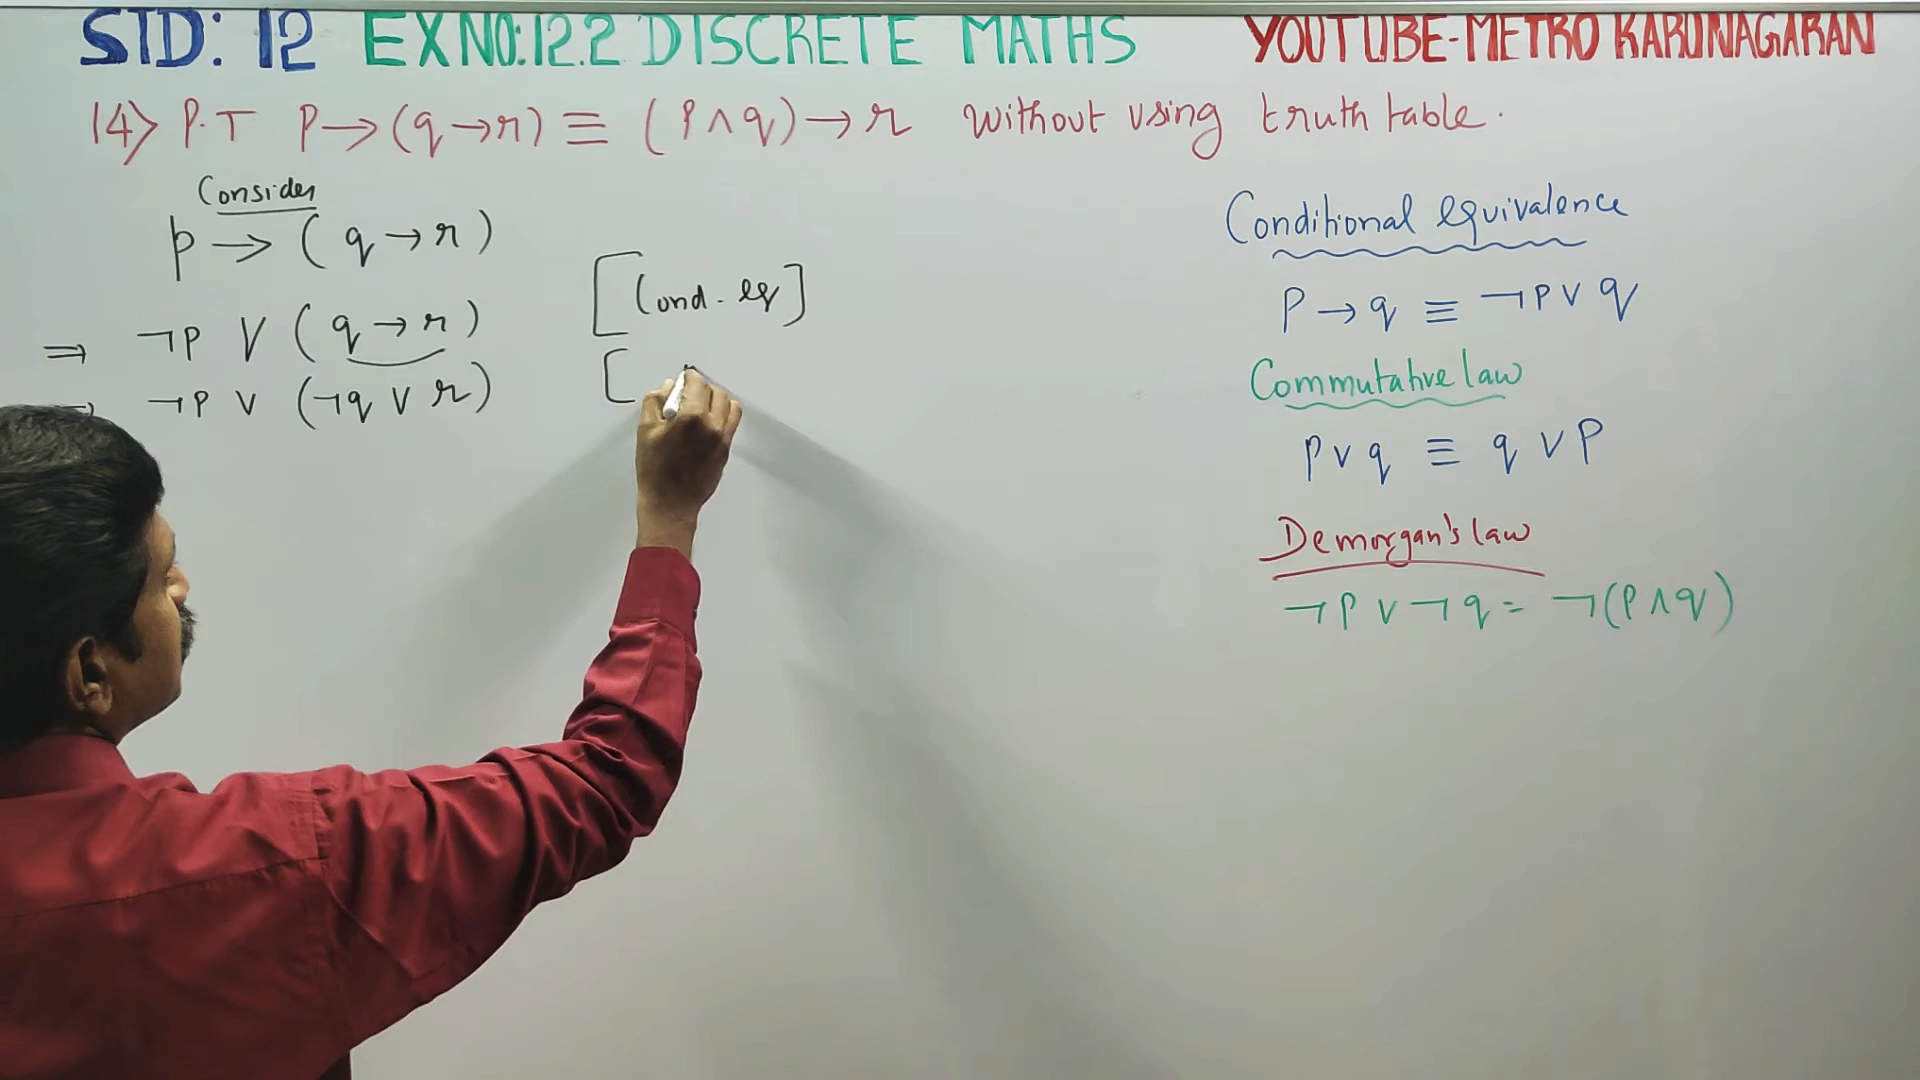 STD: 12 EX NO:12.2 DISCRETE MATHS YOUTUBE-METRO KARUNAGARAN
14) P.T P→(q→r) ≡ (P∧q)→r without using truth table.
Consider
p→(q→r)
⇒ ¬p ∨ (q→r) [Cond. eq]
⇒ ¬p ∨ (¬q ∨ r) [
Conditional equivalence
P→q ≡ ¬p∨q
Commutative law
p∨q ≡ q∨p
Demorgan's law
¬p∨¬q = ¬(p∧q)